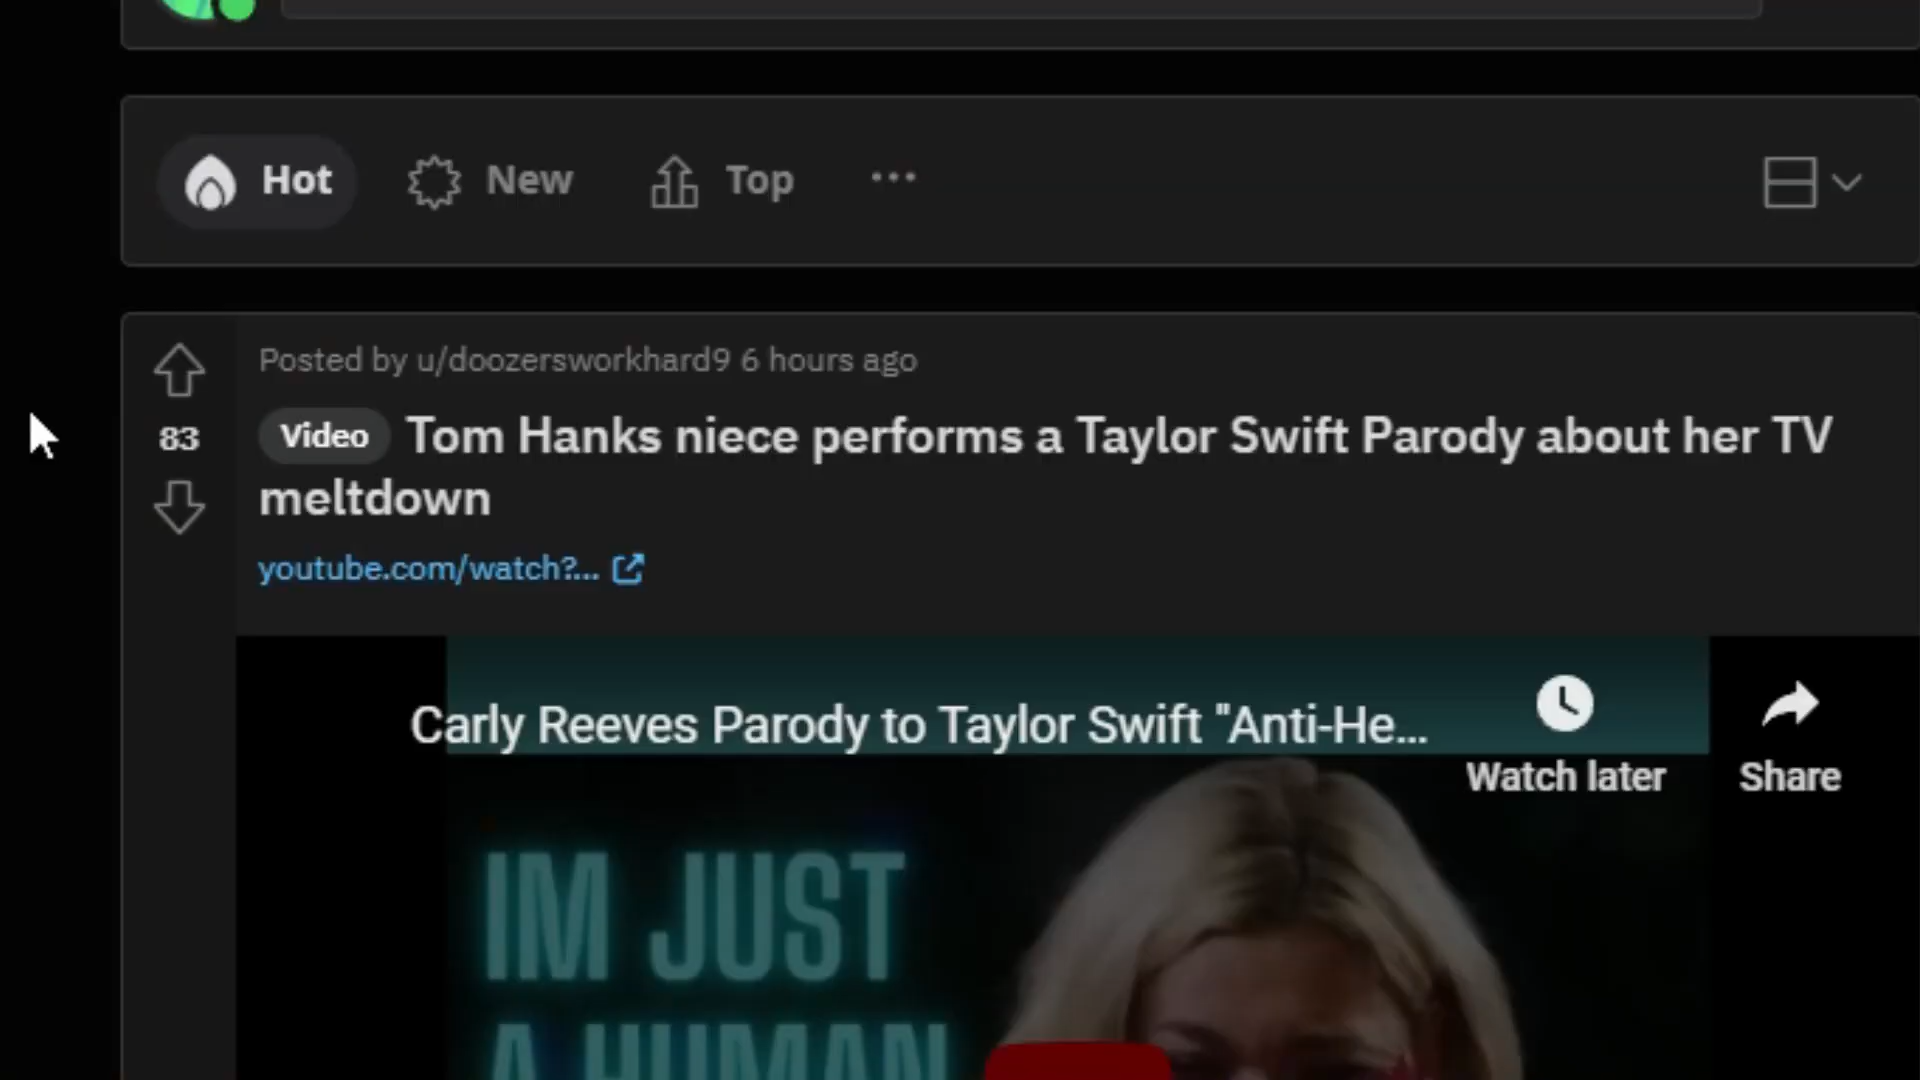 Hot New Top ...
Posted by u/doozersworkhard9 6 hours ago
83
Video Tom Hanks niece performs a Taylor Swift Parody about her TV
meltdown
youtube.com/watch?...
Carly Reeves Parody to Taylor Swift "Anti-He...
Watch later Share
IM JUST
A HUMAN